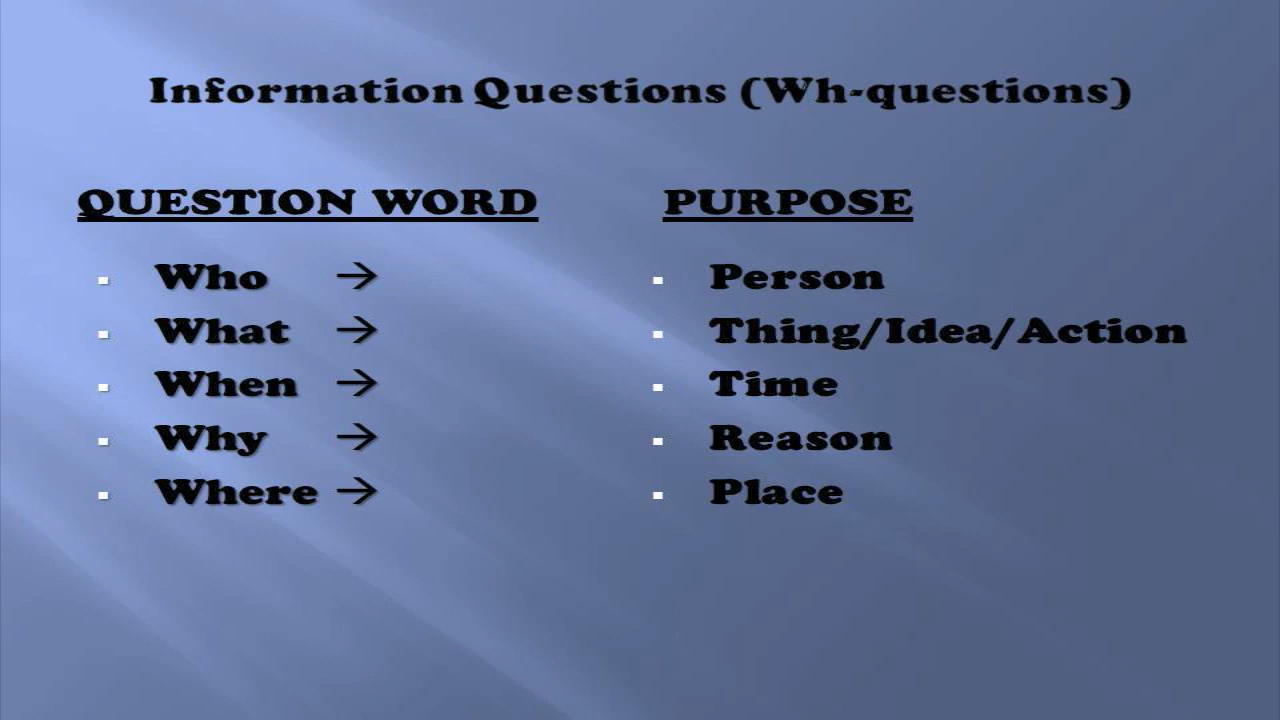 Information Questions (Wh-questions)
QUESTION WORD PURPOSE
▪ Who → ▪ Person
▪ What → ▪ Thing/Idea/Action
▪ When → ▪ Time
▪ Why → ▪ Reason
▪ Where → ▪ Place